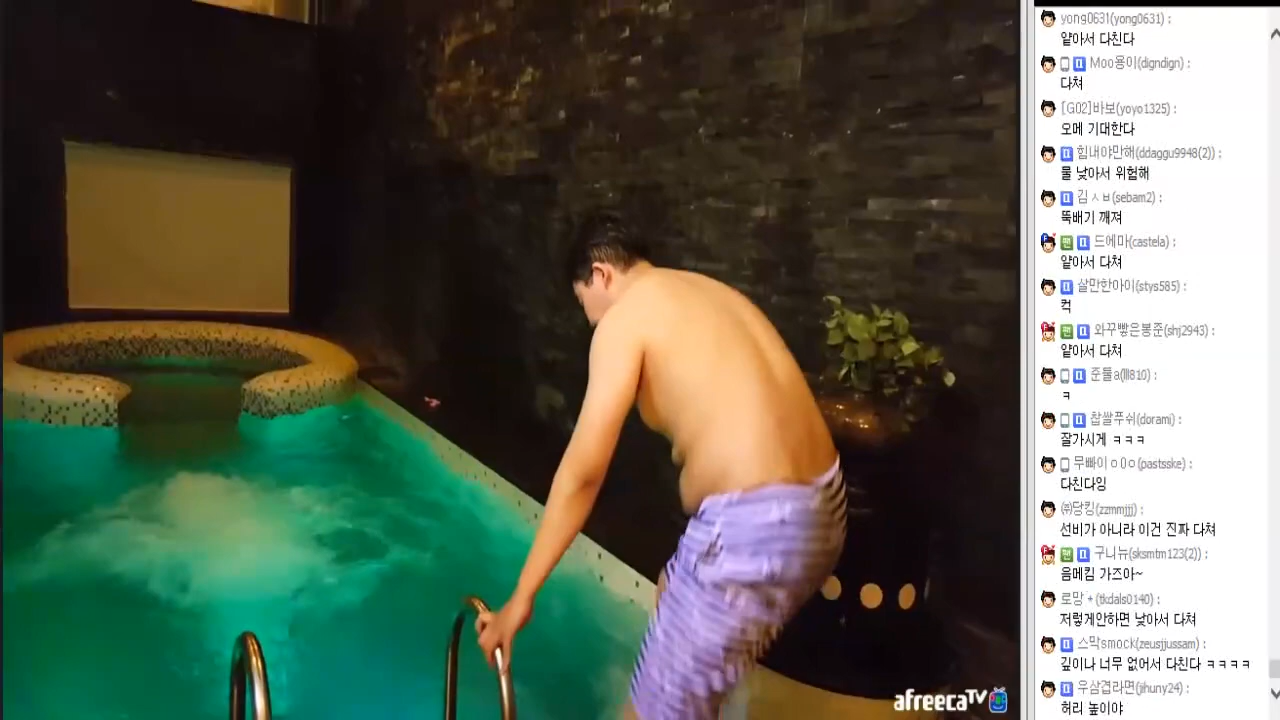 yong0631(yong0631) :
얕아서 다친다
Moo용이(digndign) :
다쳐
[G02]바보(yoyo1325) :
오메 기대한다
힘내야만해(ddaggu9948(2)) :
물 낮아서 위험해
김ㅅㅂ(sebam2) :
뚝배기 깨져
팬 드에마(castela) :
얕아서 다쳐
살만한아이(stys585) :
컥
팬 와꾸빻은봉준(shj2943) :
얕아서 다쳐
준툴a(lll810) :
ㅋ
찹쌀푸쉬(dorami) :
잘가시게 ㅋㅋㅋ
무빠이ㅇ0ㅇ(pastsske) :
다친다잉
㈜당킹(zzmmjjj) :
선비가 아니라 이건 진짜 다쳐
팬 구니뉴(sksmtm123(2)) :
음메킴 가즈아~
로망+(tkdals0140) :
저렇게안하면 낮아서 다쳐
스막smock(zeusjjussam) :
깊이나 너무 없어서 다친다 ㅋㅋㅋㅋ
우삼겹라면(jihuny24) :
허리 높이야
afreecaTV